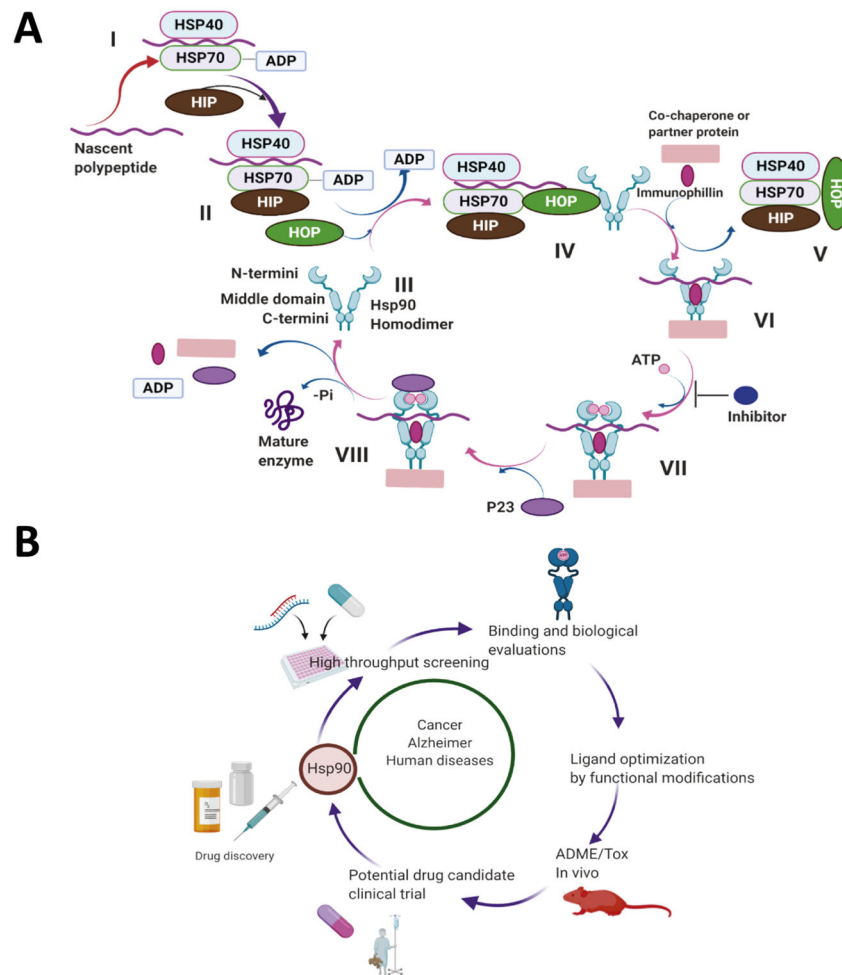 A
I
HSP40
HSP70
ADP
HIP
Nascent
polypeptide
HSP40
HSP70
ADP
HIP
II
ADP
HOP
HSP40
HSP70
HOP
HIP
IV
Co-chaperone or
partner protein
Immunophillin
HSP40
HSP70
HIP
HOP
V
N-termini
III
Middle domain
C-termini
Hsp90
Homodimer
VI
ATP
Inhibitor
ADP
-Pi
Mature
enzyme
VIII
VII
P23
B
ATP
Binding and biological
evaluations
High throughput screening
Cancer
Alzheimer
Human diseases
Hsp90
Ligand optimization
by functional modifications
Drug discovery
ADME/Tox
In vivo
Potential drug candidate
clinical trial